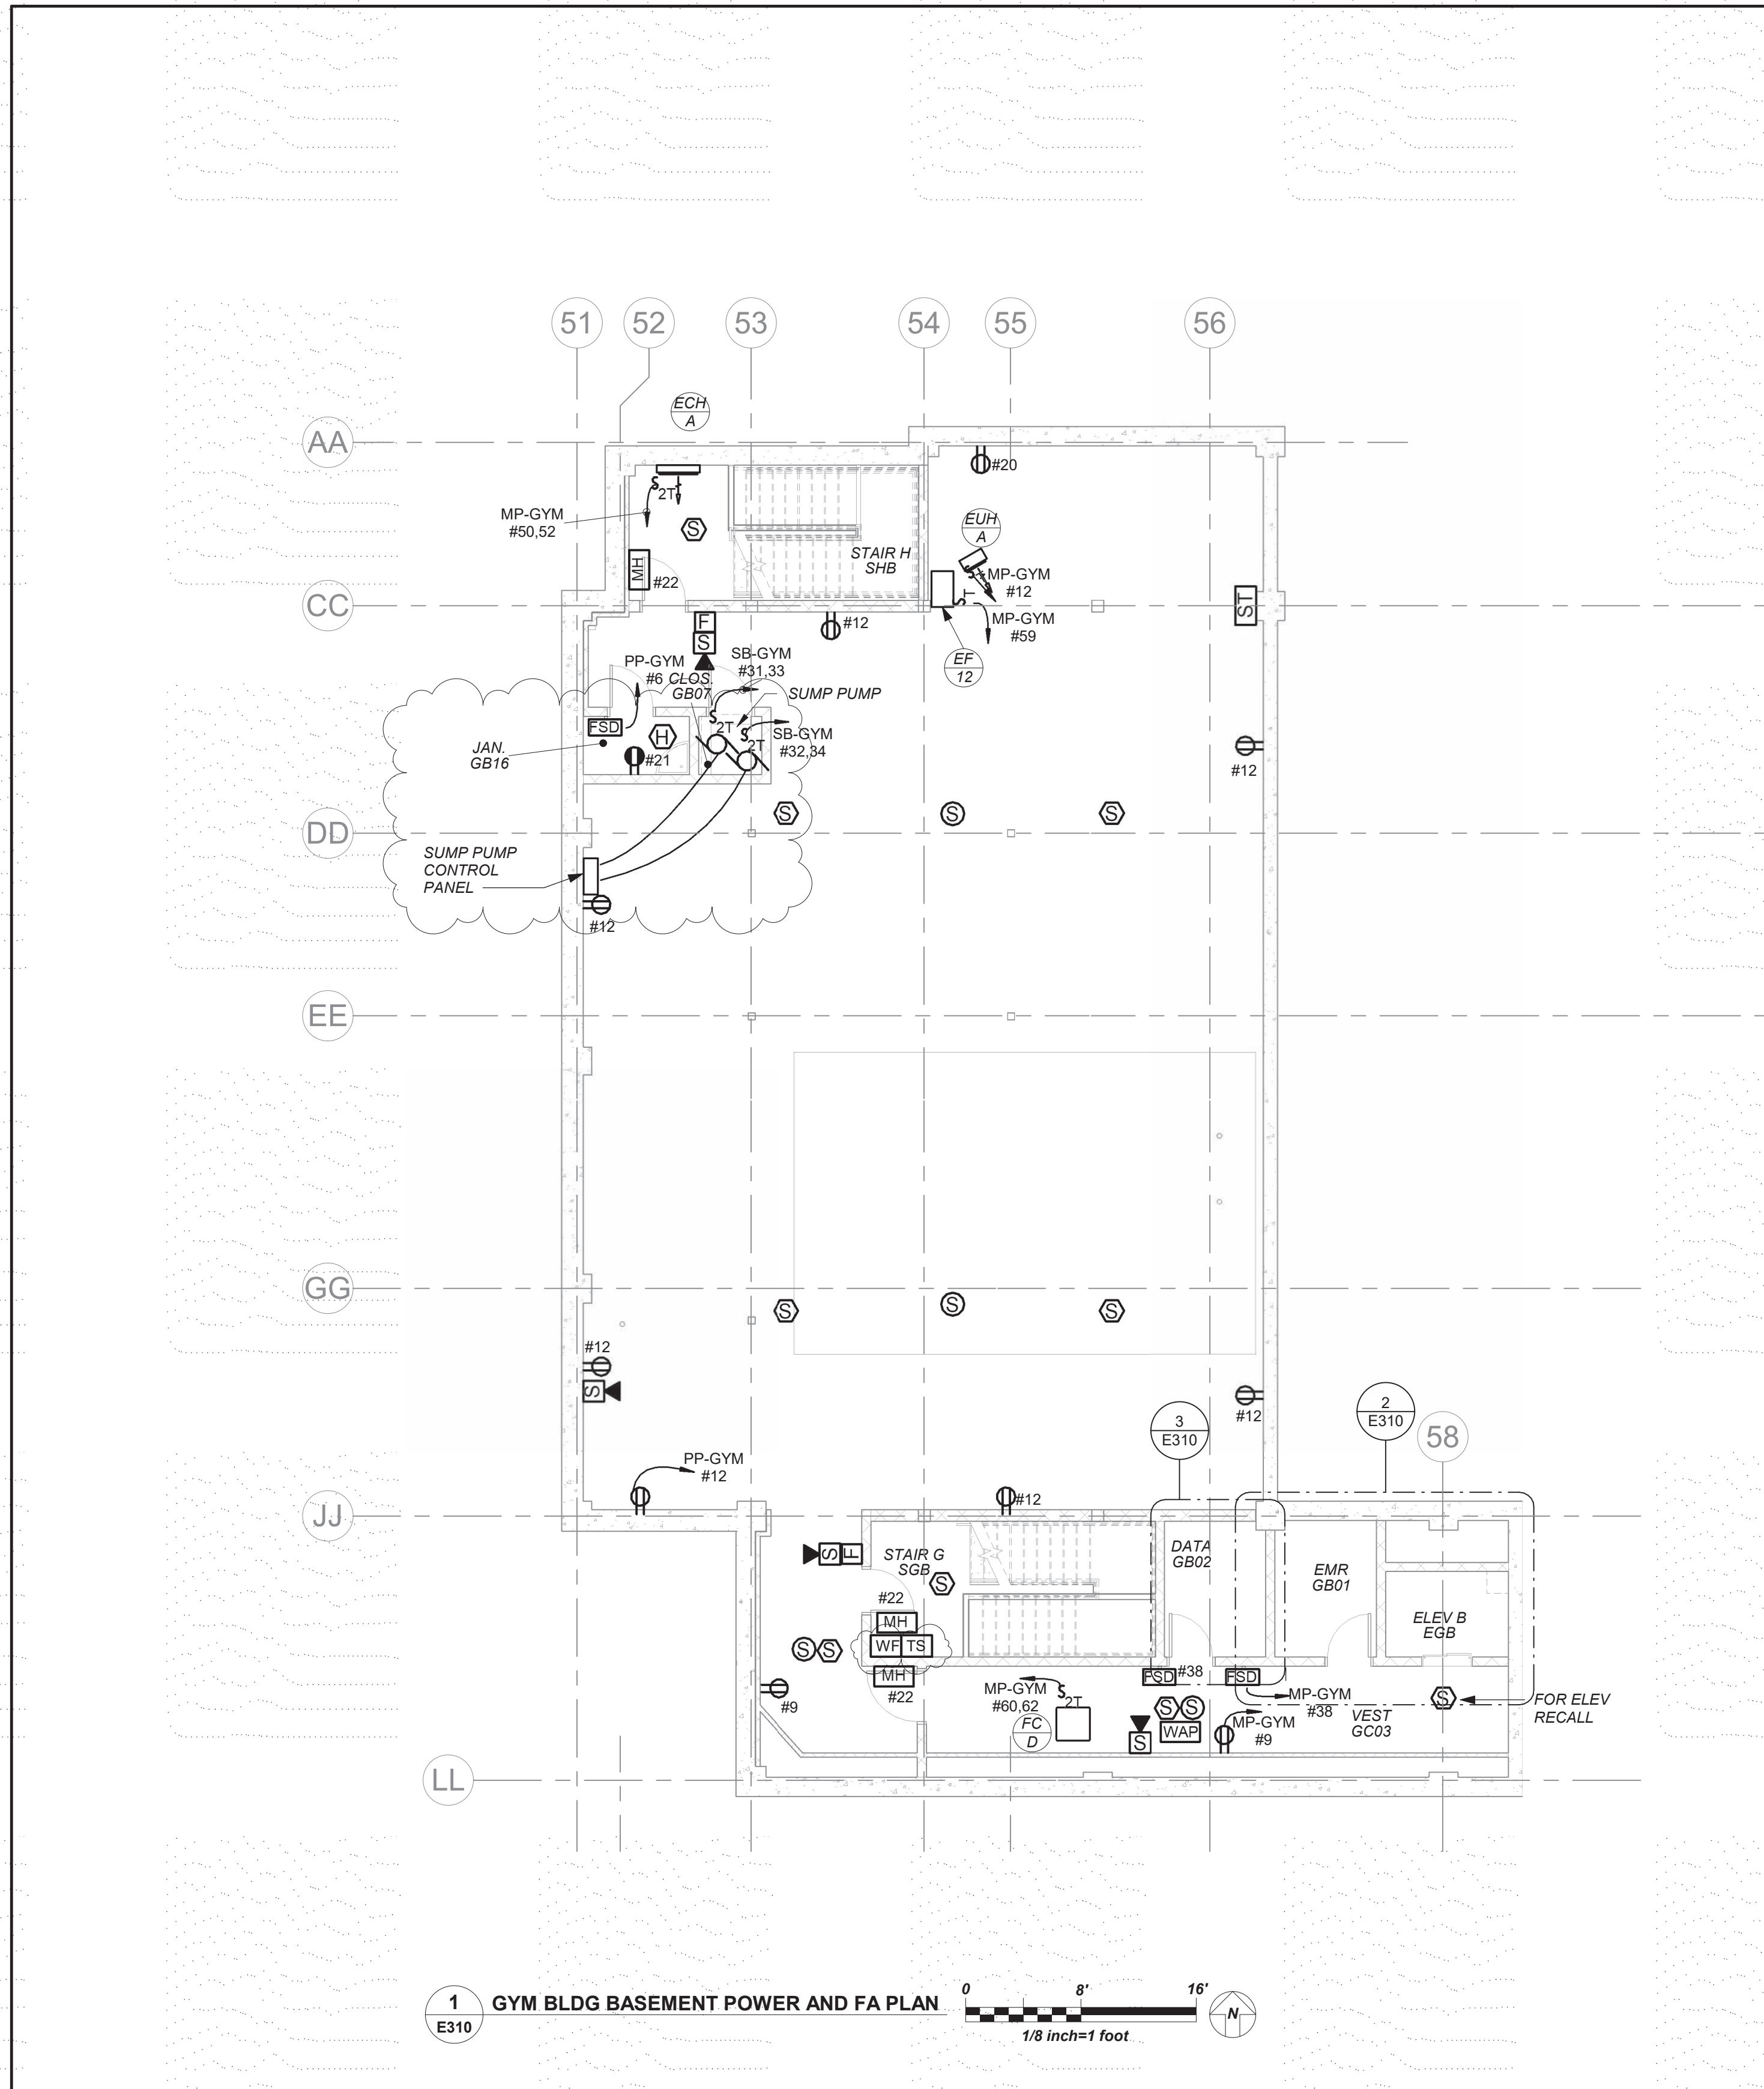 51
52
53
54
55
56
ECH
A
AA
#20
2T
MP-GYM
#50,52
S
EUH
A
STAIR H
SHB
MH
#22
MP-GYM
#12
CC
T
ST
F
S
#12
MP-GYM
#59
EF
12
PP-GYM
#6
CLOS.
GB07
SB-GYM
#31,33
SUMP PUMP
FSD
H
2T
2T
SB-GYM
#32,34
JAN.
GB16
#21
#12
S
S
S
DD
SUMP PUMP
CONTROL
PANEL
#12
EE
GG
S
S
S
#12
S
#12
3
E310
2
E310
58
PP-GYM
#12
#12
JJ
S
F
STAIR G
SGB
S
DATA
GB02
EMR
GB01
#22
MH
ELEV B
EGB
S
S
WF
TS
MH
#22
FSD
#38
FSD
#9
MP-GYM
#60,62
2T
MP-GYM
#38
S
FOR ELEV
RECALL
FC
D
S
S
WAP
S
MP-GYM
#9
VEST
GC03
LL
1
E310
GYM BLDG BASEMENT POWER AND FA PLAN
0
8'
16'
1/8 inch=1 foot
N